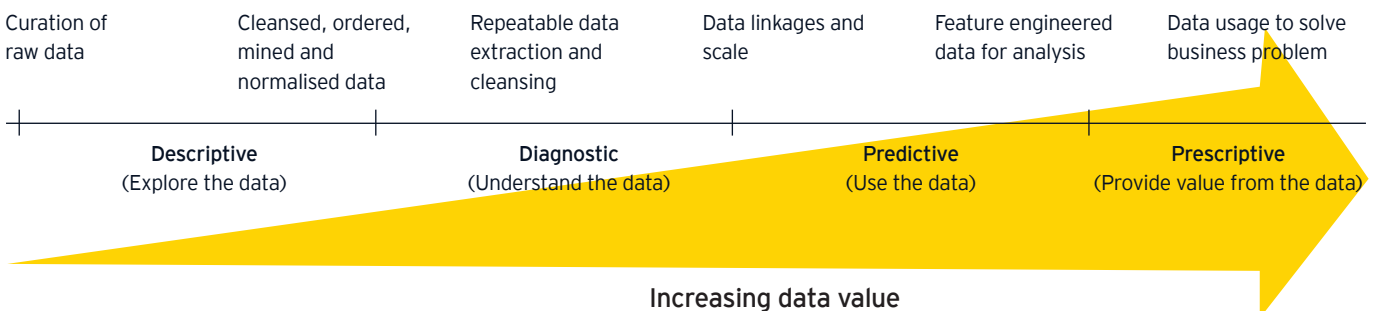 Curation of
raw data
Cleansed, ordered,
mined and
normalised data
Repeatable data
extraction and
cleansing
Data linkages and
scale
Feature engineered
data for analysis
Data usage to solve
business problem
Descriptive
(Explore the data)
Diagnostic
(Understand the data)
Predictive
(Use the data)
Prescriptive
(Provide value from the data)
Increasing data value